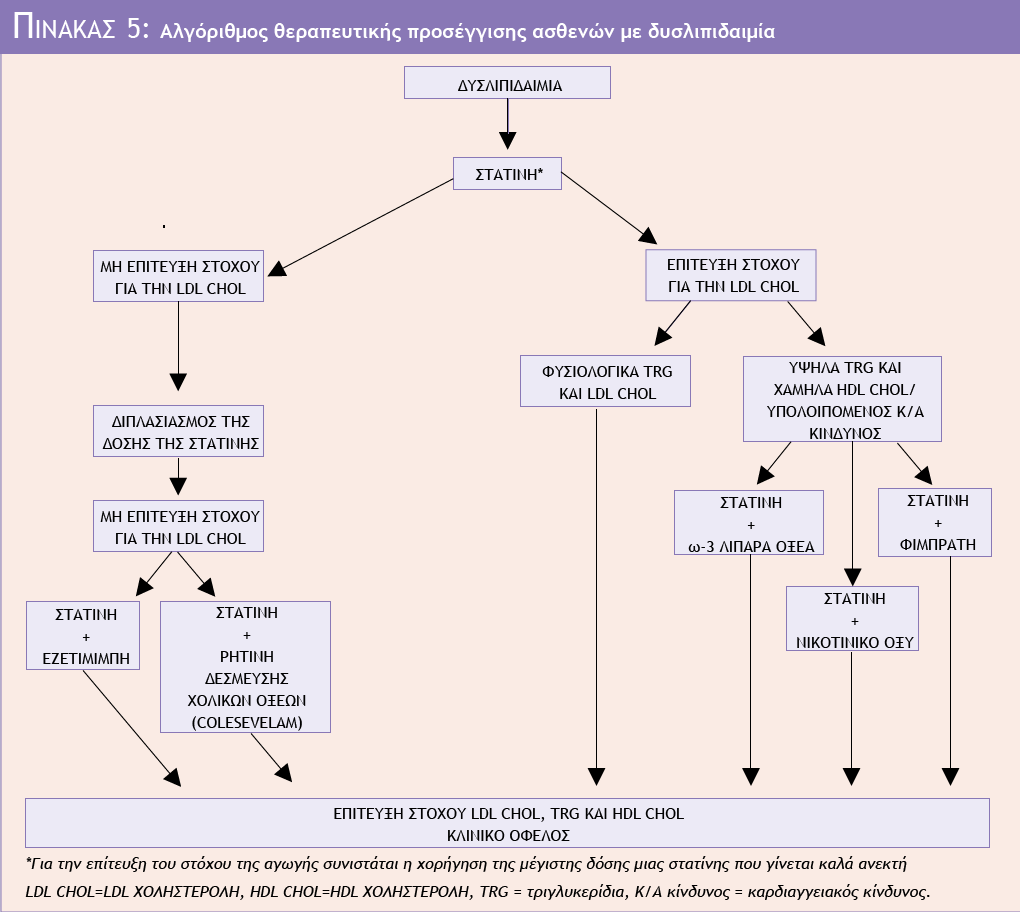 ΠΙΝΑΚΑΣ 5: Αλγόριθμος θεραπευτικής προσέγγισης ασθενών με δυσλιπιδαιμία
ΔΥΣΛΙΠΙΔΑΙΜΙΑ
ΣΤΑΤΙΝΗ*
ΜΗ ΕΠΙΤΕΥΞΗ ΣΤΟΧΟΥ
ΓΙΑ ΤΗΝ LDL CHOL
ΔΙΠΛΑΣΙΑΣΜΟΣ ΤΗΣ
ΔΟΣΗΣ ΤΗΣ ΣΤΑΤΙΝΗΣ
ΜΗ ΕΠΙΤΕΥΞΗ ΣΤΟΧΟΥ
ΓΙΑ ΤΗΝ LDL CHOL
ΣΤΑΤΙΝΗ
+
ΕΖΕΤΙΜΙΜΠΗ
ΣΤΑΤΙΝΗ
+
ΡΗΤΙΝΗ
ΔΕΣΜΕΥΣΗΣ
ΧΟΛΙΚΩΝ ΟΞΕΩΝ
(COLESEVELAM)
ΕΠΙΤΕΥΞΗ ΣΤΟΧΟΥ
ΓΙΑ ΤΗΝ LDL CHOL
ΦΥΣΙΟΛΟΓΙΚΑ TRG
ΚΑΙ LDL CHOL
ΥΨΗΛΑ TRG ΚΑΙ
ΧΑΜΗΛΑ HDL CHOL/
ΥΠΟΛΟΙΠΟΜΕΝΟΣ Κ/Α
ΚΙΝΔΥΝΟΣ
ΣΤΑΤΙΝΗ
+
ω-3 ΛΙΠΑΡΑ ΟΞΕΑ
ΣΤΑΤΙΝΗ
+
ΝΙΚΟΤΙΝΙΚΟ ΟΞΥ
ΣΤΑΤΙΝΗ
+
ΦΙΜΠΡΑΤΗ
ΕΠΙΤΕΥΞΗ ΣΤΟΧΟΥ LDL CHOL, TRG ΚΑΙ HDL CHOL
ΚΛΙΝΙΚΟ ΟΦΕΛΟΣ
*Για την επίτευξη του στόχου της αγωγής συνιστάται η χορήγηση της μέγιστης δόσης μιας στατίνης που γίνεται καλά ανεκτή
LDL CHOL=LDL ΧΟΛΗΣΤΕΡΟΛΗ, HDL CHOL=HDL ΧΟΛΗΣΤΕΡΟΛΗ, TRG = τριγλυκερίδια, Κ/Α κίνδυνος = καρδιαγγειακός κίνδυνος.